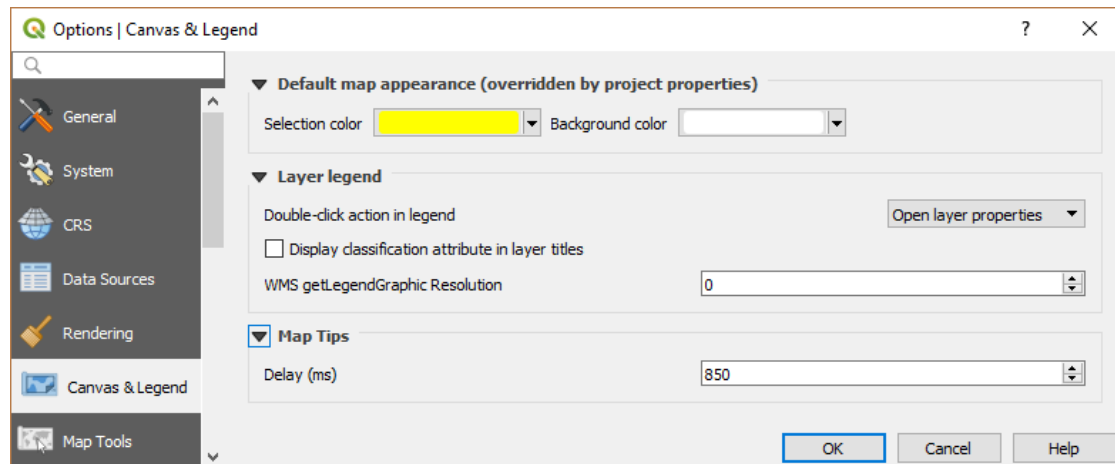 Options | Canvas & Legend
?
General
System
CRS
Data Sources
Rendering
Canvas & Legend
Map Tools
Default map appearance (overridden by project properties)
Selection color Background color
Layer legend
Double-click action in legend Open layer properties
Display classification attribute in layer titles
WMS getLegendGraphic Resolution 0
Map Tips
Delay (ms) 850
OK Cancel Help